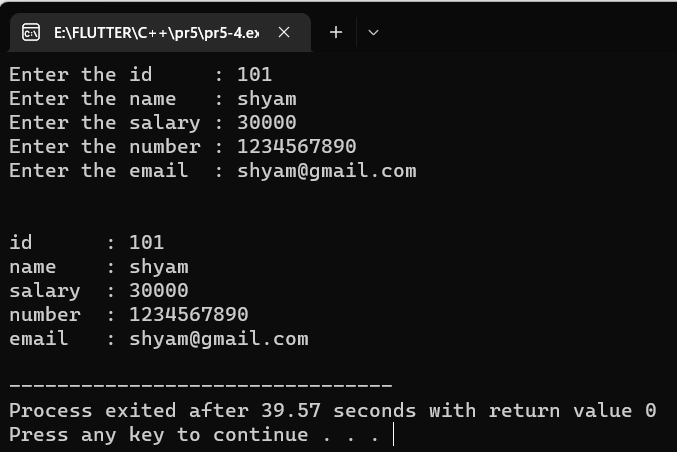 E:\FLUTTER\C++\pr5\pr5-4.ex
Enter the id     : 101
Enter the name   : shyam
Enter the salary : 30000
Enter the number : 1234567890
Enter the email  : shyam@gmail.com
id      : 101
name    : shyam
salary  : 30000
number  : 1234567890
email   : shyam@gmail.com
--------------------------------
Process exited after 39.57 seconds with return value 0
Press any key to continue . . .